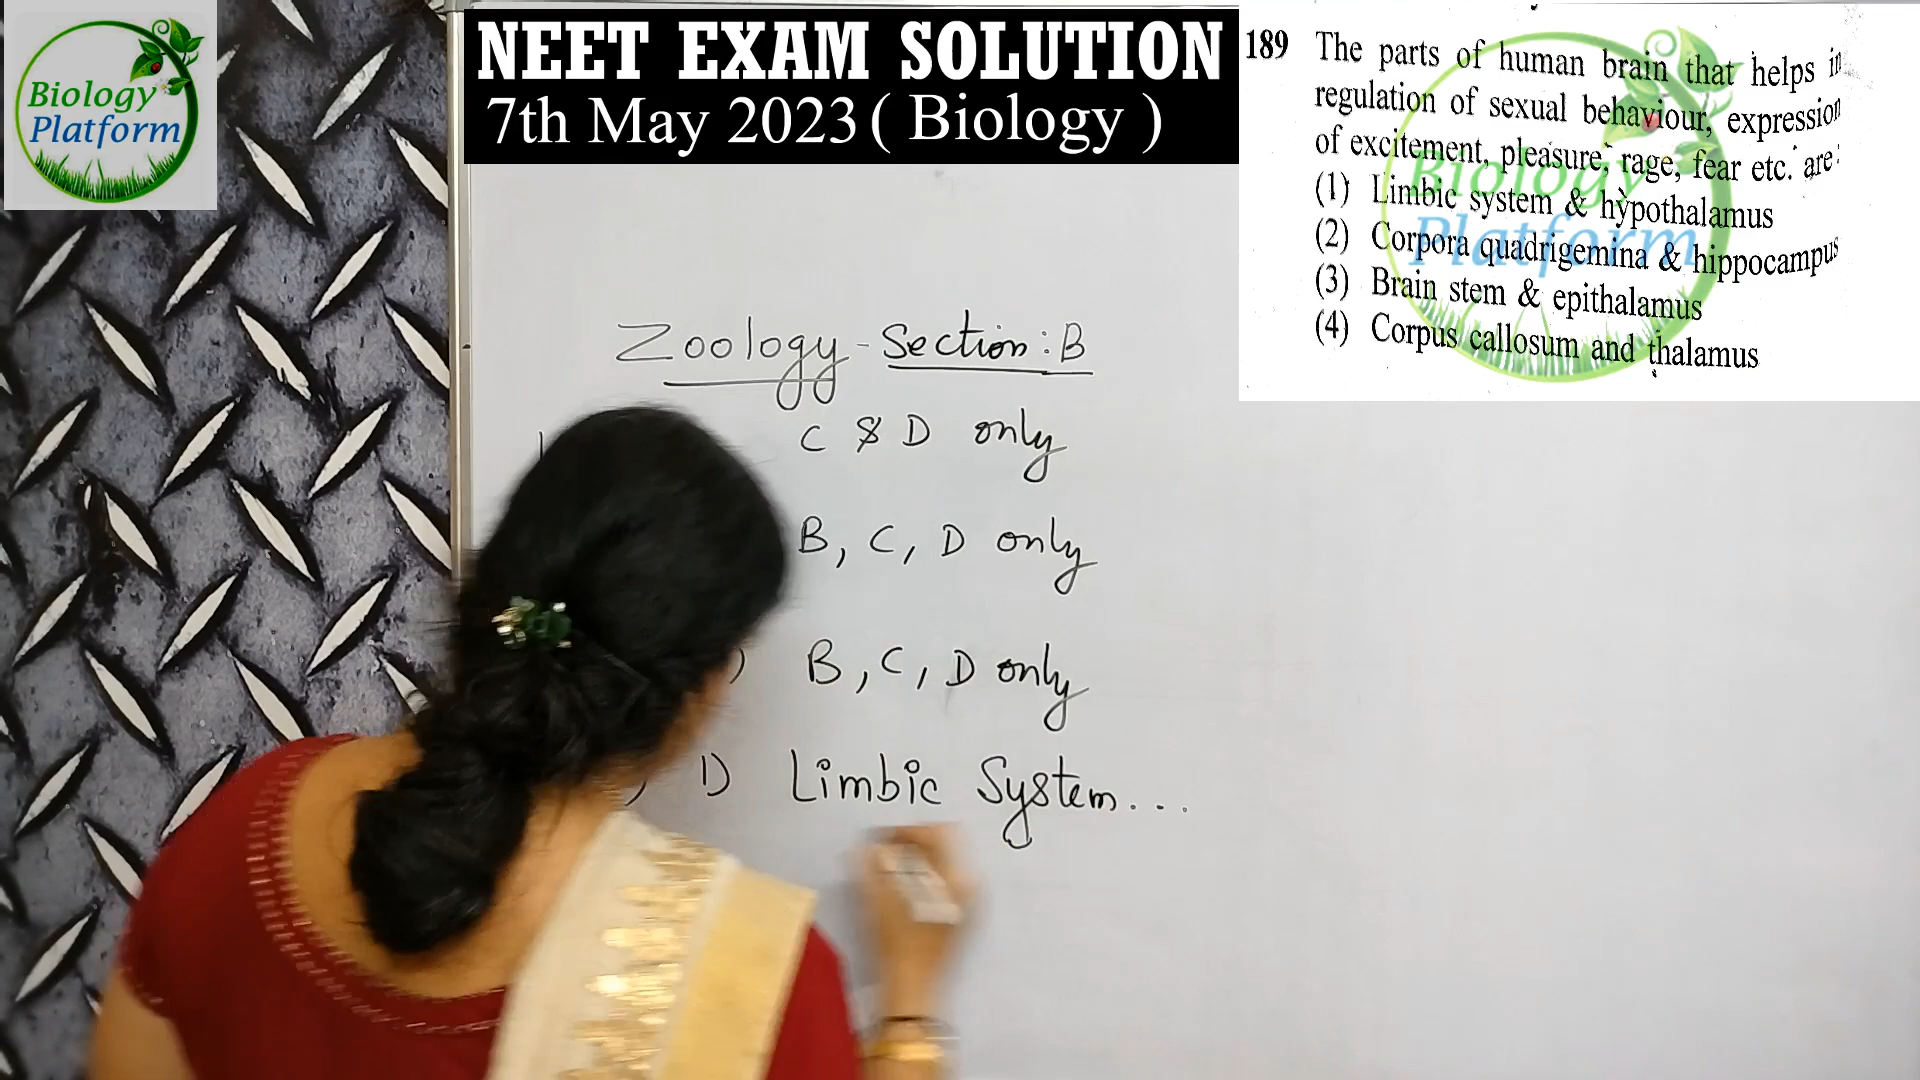 Biology
Platform
NEET EXAM SOLUTION
7th May 2023 ( Biology )
189 The parts of human brain that helps in
regulation of sexual behaviour, expression
of excitement, pleasure, rage, fear etc. are:
(1) Limbic system & hypothalamus
(2) Corpora quadrigemina & hippocampus
(3) Brain stem & epithalamus
(4) Corpus callosum and thalamus
Biology
Platform
Zoology - Section : B
C & D only
B, C, D only
) B, C, D only
) 1) Limbic System...